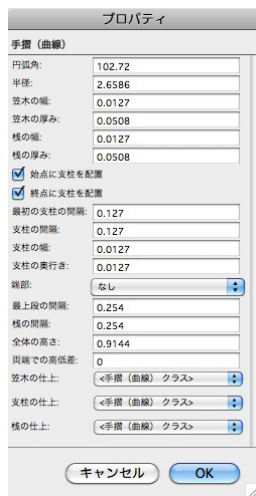 プロパティ
手摺（曲線）
円弧角: 102.72
半径: 2.6586
笠木の幅: 0.0127
笠木の厚み: 0.0508
桟の幅: 0.0127
桟の厚み: 0.0508
始点に支柱を配置
終点に支柱を配置
最初の支柱の間隔: 0.127
支柱の間隔: 0.127
支柱の幅: 0.0127
支柱の奥行き: 0.0127
端部: なし
最上段の間隔: 0.254
桟の間隔: 0.254
全体の高さ: 0.9144
両端での高低差: 0
笠木の仕上: <手摺（曲線） クラス>
支柱の仕上: <手摺（曲線） クラス>
桟の仕上: <手摺（曲線） クラス>
キャンセル OK